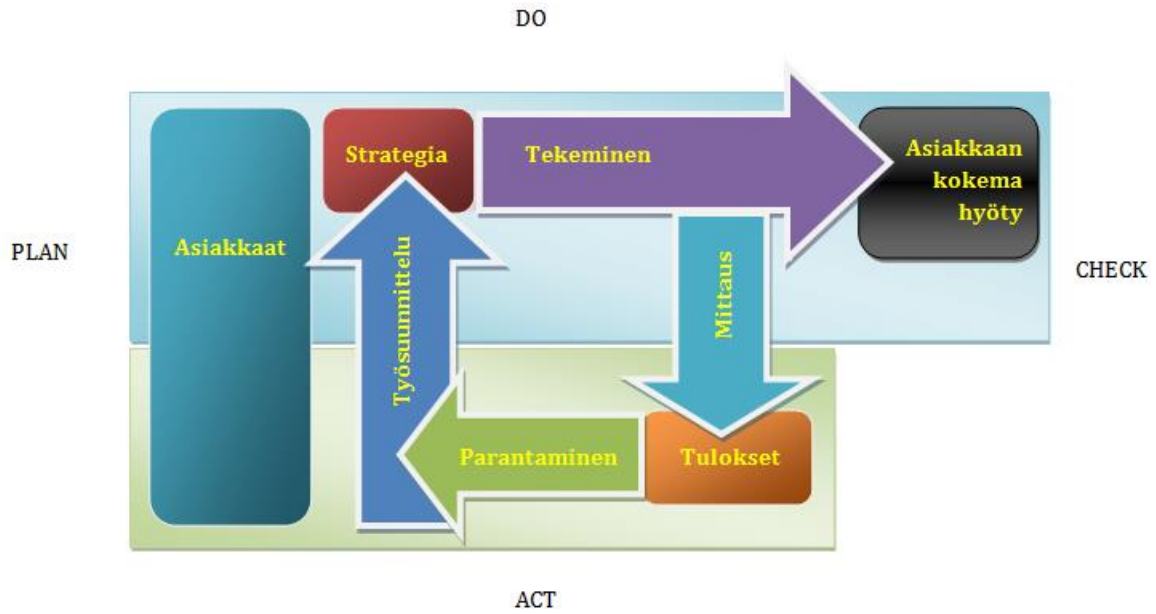 DO
Strategia
Tekeminen
Asiakkaan
kokema
hyöty
PLAN
Asiakkaat
Työsuunnittelu
Mittaus
CHECK
Parantaminen
Tulokset
ACT